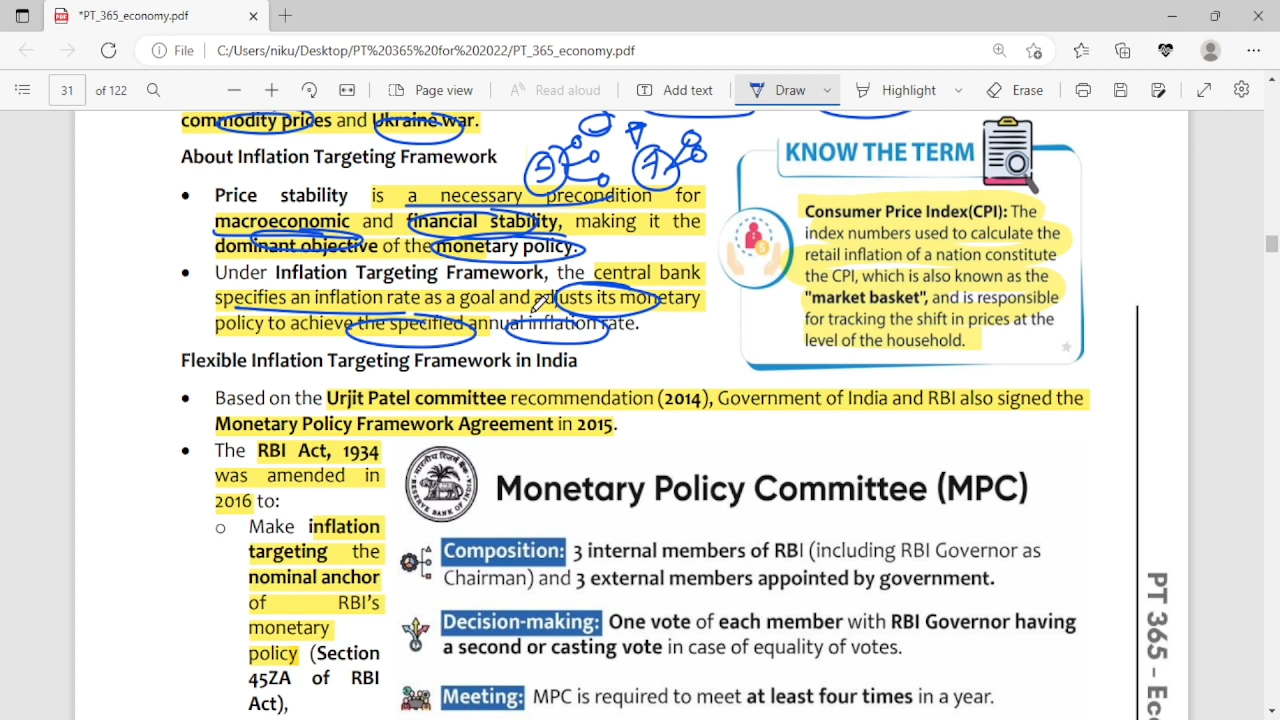 *PT_365_economy.pdf
File C:/Users/niku/Desktop/PT%20365%20for%202022/PT_365_economy.pdf
31 of 122 Page view Read aloud Add text Draw Highlight Erase
commodity prices and Ukraine war.
About Inflation Targeting Framework
• Price stability is a necessary precondition for
macroeconomic and financial stability, making it the
dominant objective of the monetary policy.
• Under Inflation Targeting Framework, the central bank
specifies an inflation rate as a goal and adjusts its monetary
policy to achieve the specified annual inflation rate.
5 7
KNOW THE TERM
Consumer Price Index(CPI): The
index numbers used to calculate the
retail inflation of a nation constitute
the CPI, which is also known as the
"market basket", and is responsible
for tracking the shift in prices at the
level of the household.
Flexible Inflation Targeting Framework in India
• Based on the Urjit Patel committee recommendation (2014), Government of India and RBI also signed the
Monetary Policy Framework Agreement in 2015.
• The RBI Act, 1934
was amended in
2016 to:
o Make inflation
targeting the
nominal anchor
of RBI's
monetary
policy (Section
45ZA of RBI
Act),
Monetary Policy Committee (MPC)
Composition: 3 internal members of RBI (including RBI Governor as
Chairman) and 3 external members appointed by government.
Decision-making: One vote of each member with RBI Governor having
a second or casting vote in case of equality of votes.
Meeting: MPC is required to meet at least four times in a year.
PT 365 - Ec